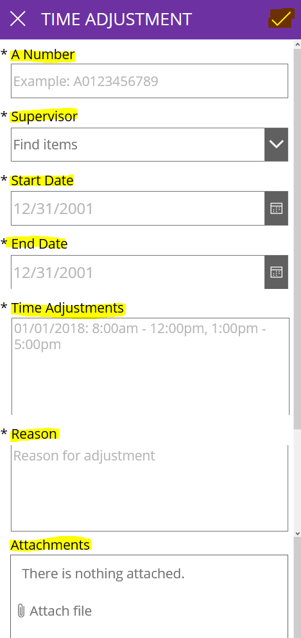 TIME ADJUSTMENT
* A Number
Example: A0123456789
* Supervisor
Find items
* Start Date
12/31/2001
* End Date
12/31/2001
* Time Adjustments
01/01/2018: 8:00am - 12:00pm, 1:00pm -
5:00pm
* Reason
Reason for adjustment
Attachments
There is nothing attached.
Attach file